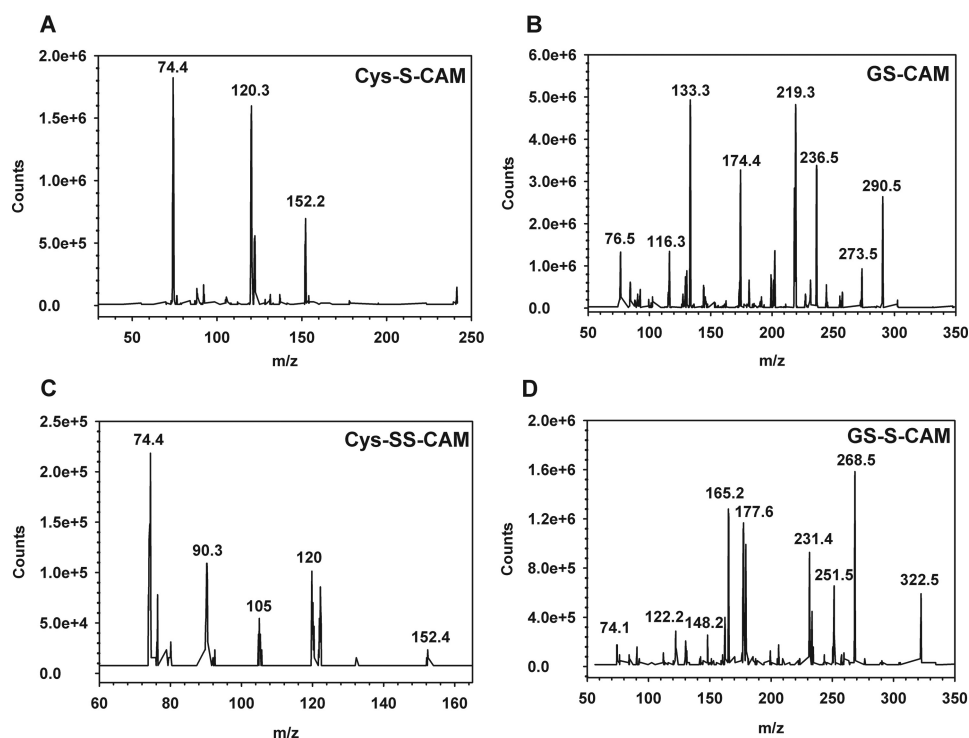 A
Cys-S-CAM
2.0e+6
1.5e+6
1.0e+6
5.0e+5
0.0
Counts
74.4
120.3
152.2
50 100 150 200 250
m/z
B
GS-CAM
6.0e+6
5.0e+6
4.0e+6
3.0e+6
2.0e+6
1.0e+6
0.0
Counts
76.5
116.3
133.3
174.4
219.3
236.5
273.5
290.5
50 100 150 200 250 300 350
m/z
C
Cys-SS-CAM
2.5e+5
2.0e+5
1.5e+5
1.0e+5
5.0e+4
0.0
Counts
74.4
90.3
105
120
152.4
60 80 100 120 140 160
m/z
D
GS-S-CAM
2.0e+6
1.6e+6
1.2e+6
8.0e+5
4.0e+5
0.0
Counts
74.1
122.2
148.2
165.2
177.6
231.4
251.5
268.5
322.5
50 100 150 200 250 300 350
m/z